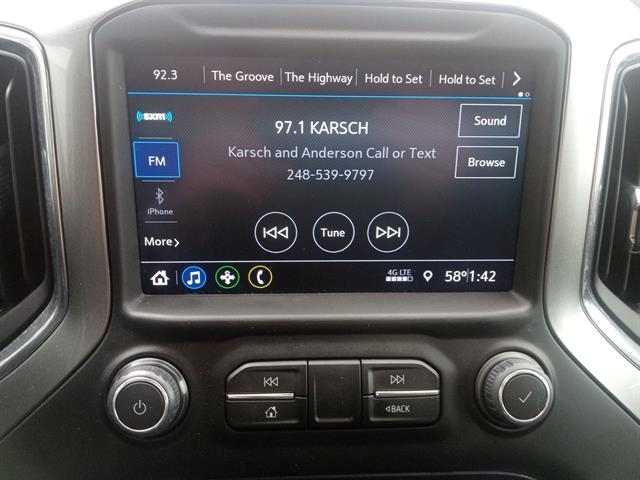 92.3 The Groove The Highway Hold to Set Hold to Set >
sxm
97.1 KARSCH
Sound
FM
Karsch and Anderson Call or Text
Browse
248-539-9797
iPhone
Tune
More >
4G LTE 58° 1:42
BACK